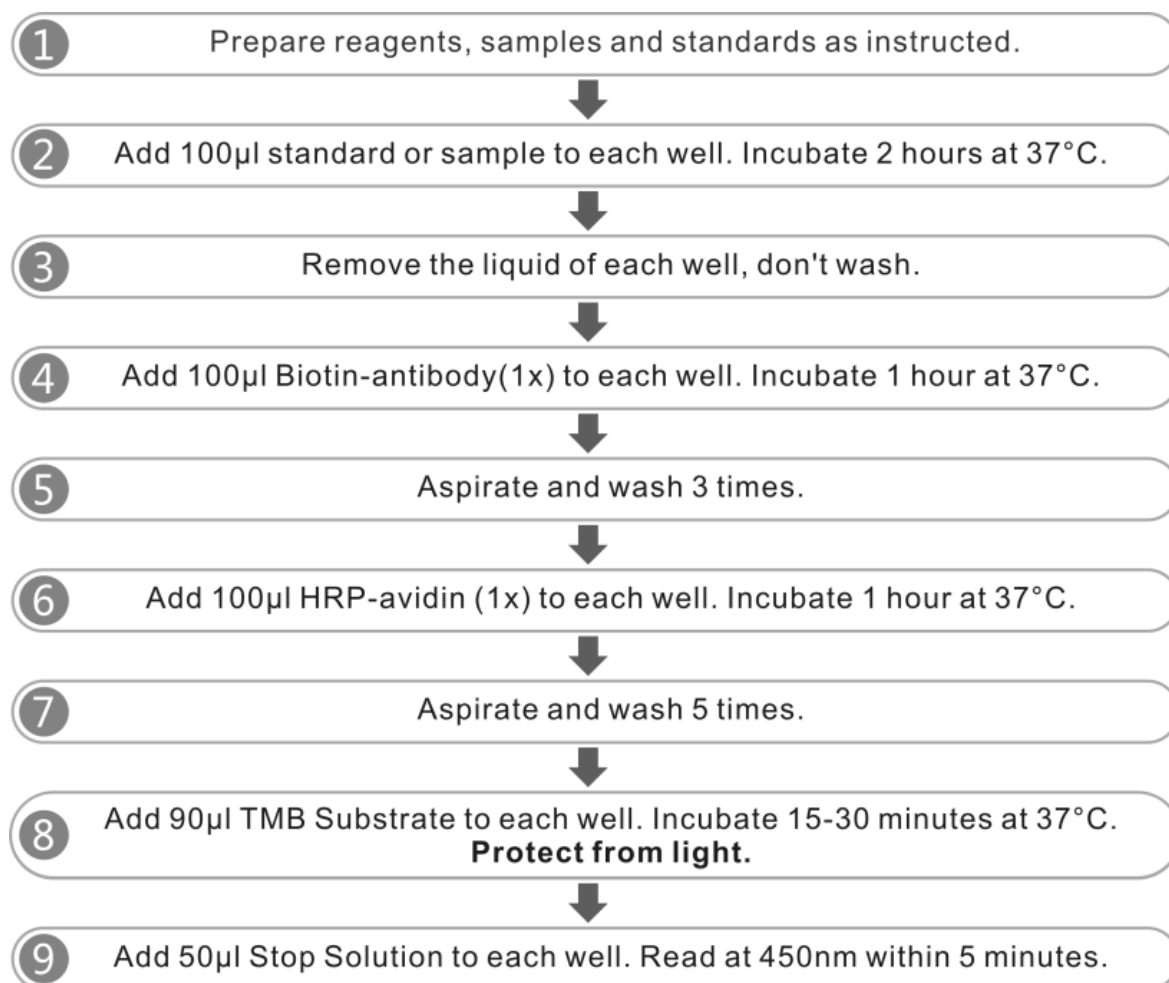 1 Prepare reagents, samples and standards as instructed.
2 Add 100µl standard or sample to each well. Incubate 2 hours at 37°C.
3 Remove the liquid of each well, don't wash.
4 Add 100µl Biotin-antibody(1x) to each well. Incubate 1 hour at 37°C.
5 Aspirate and wash 3 times.
6 Add 100µl HRP-avidin (1x) to each well. Incubate 1 hour at 37°C.
7 Aspirate and wash 5 times.
8 Add 90µl TMB Substrate to each well. Incubate 15-30 minutes at 37°C.
Protect from light.
9 Add 50µl Stop Solution to each well. Read at 450nm within 5 minutes.